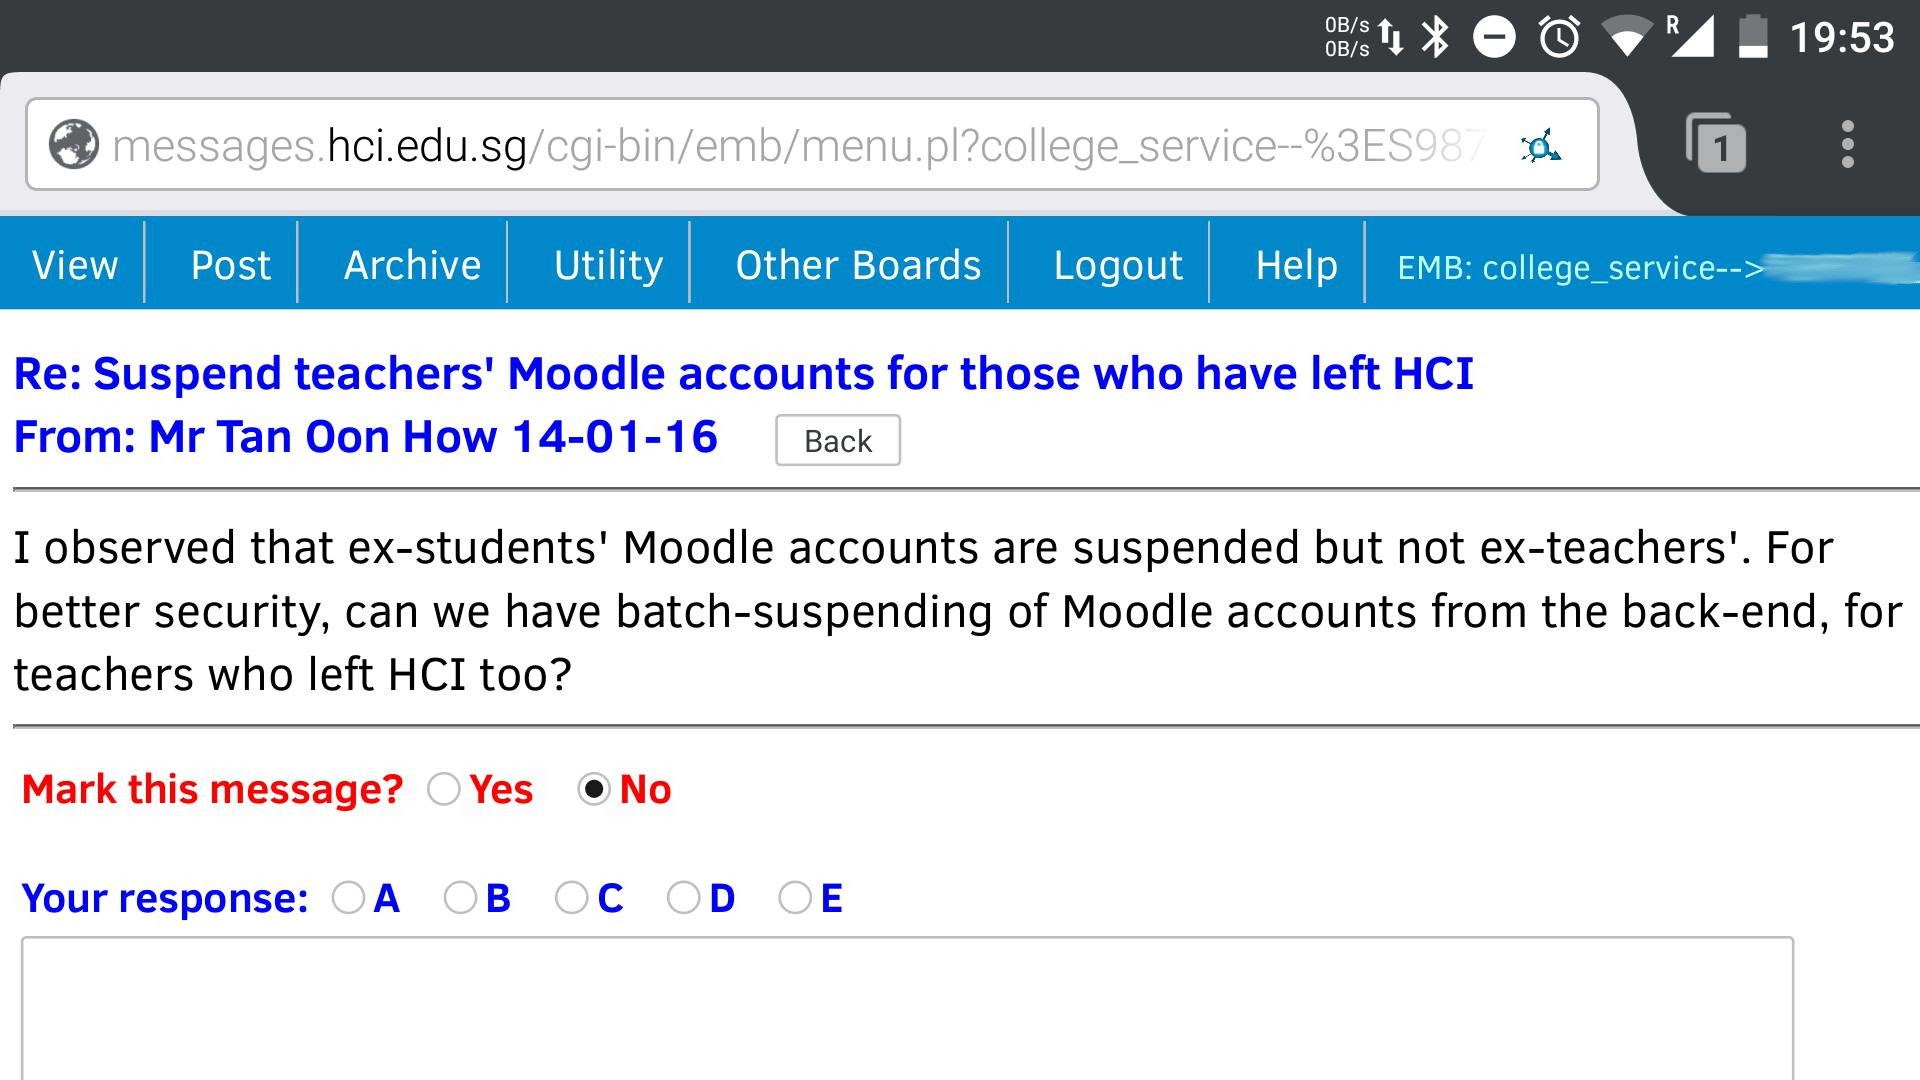 0B/s
0B/s
R
19:53
messages.hci.edu.sg/cgi-bin/emb/menu.pl?college_service--%3ES987
1
View Post Archive Utility Other Boards Logout Help EMB: college_service-->
Re: Suspend teachers' Moodle accounts for those who have left HCI
From: Mr Tan Oon How 14-01-16 Back
I observed that ex-students' Moodle accounts are suspended but not ex-teachers'. For
better security, can we have batch-suspending of Moodle accounts from the back-end, for
teachers who left HCI too?
Mark this message? Yes No
Your response: A B C D E